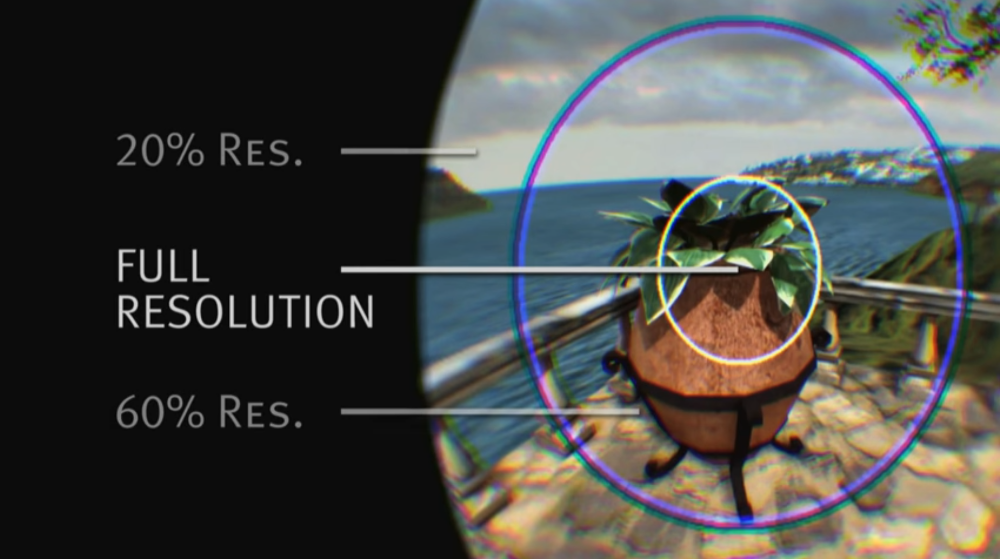 20% Res.
FULL
RESOLUTION
60% Res.